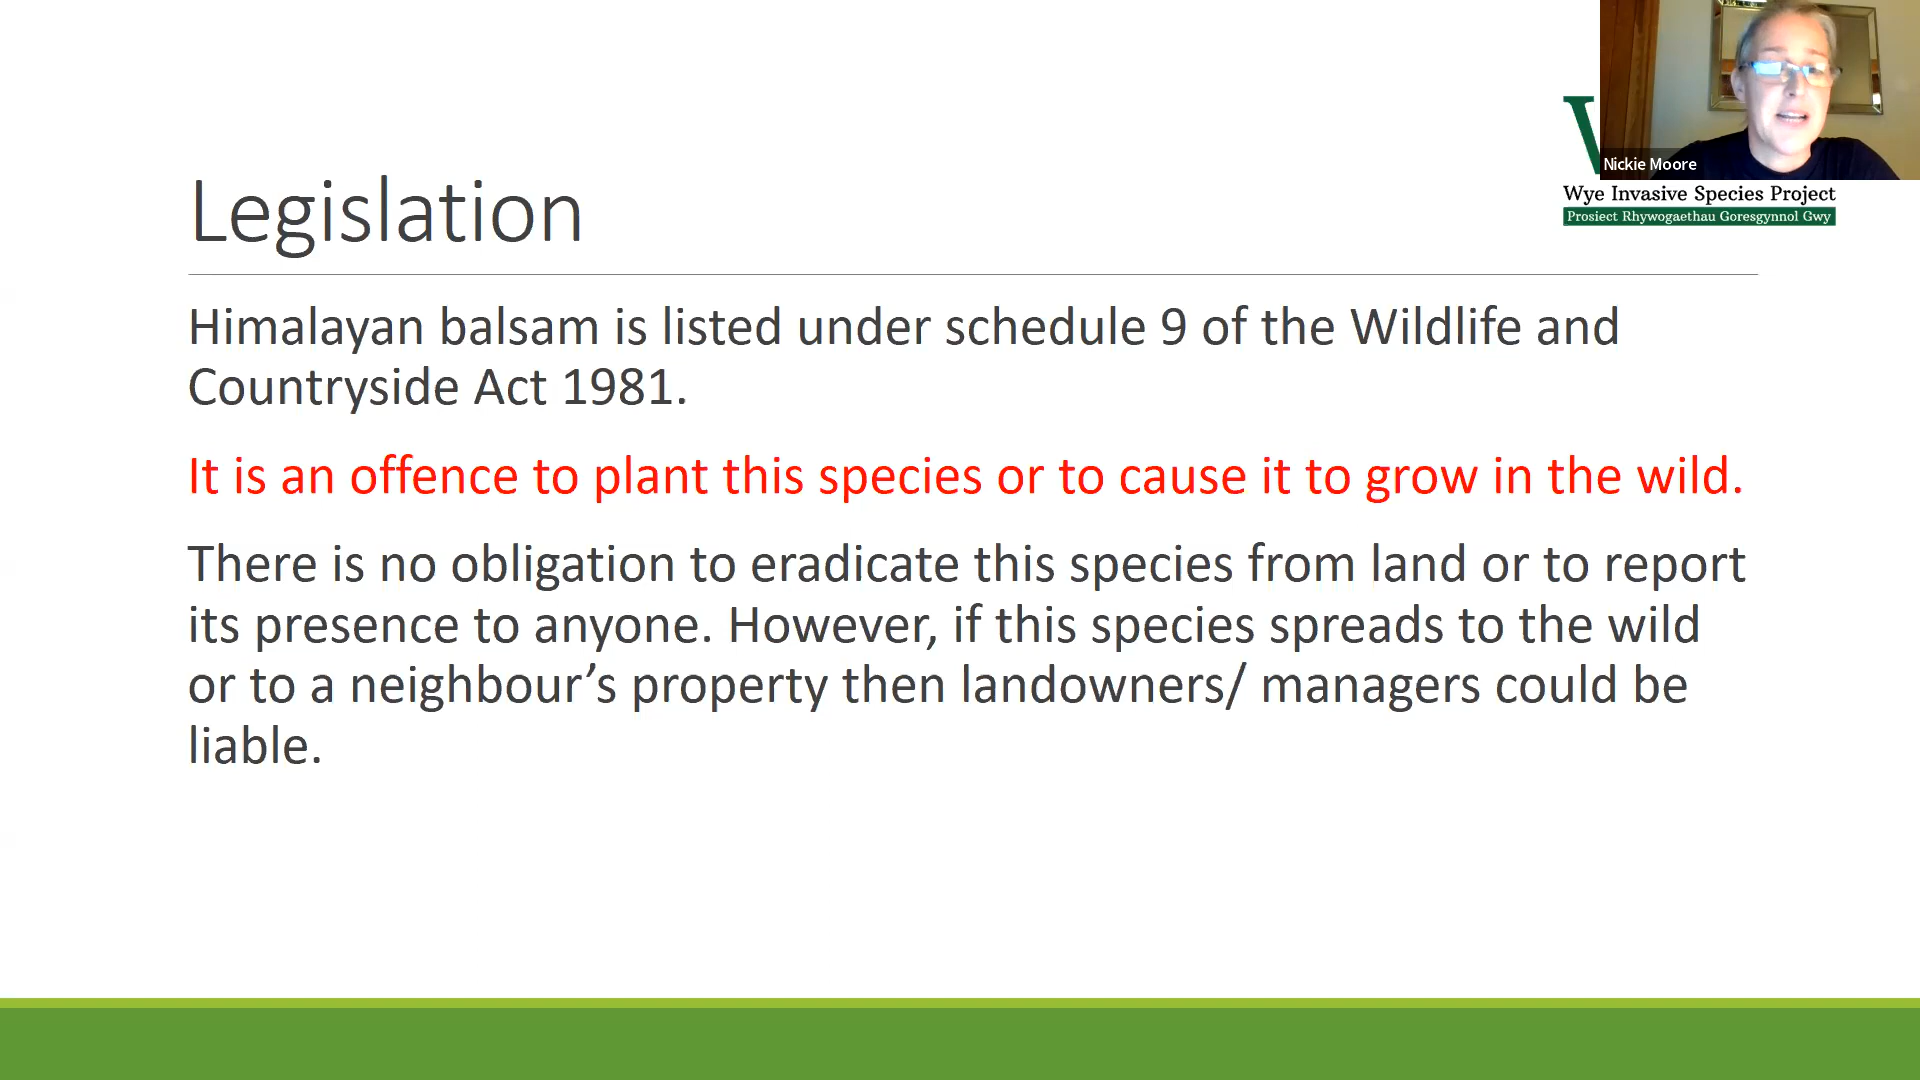 Nickie Moore
Wye Invasive Species Project
Prosiect Rhywogaethau Goresgynnol Gwy
Legislation
Himalayan balsam is listed under schedule 9 of the Wildlife and
Countryside Act 1981.
It is an offence to plant this species or to cause it to grow in the wild.
There is no obligation to eradicate this species from land or to report
its presence to anyone. However, if this species spreads to the wild
or to a neighbour’s property then landowners/ managers could be
liable.